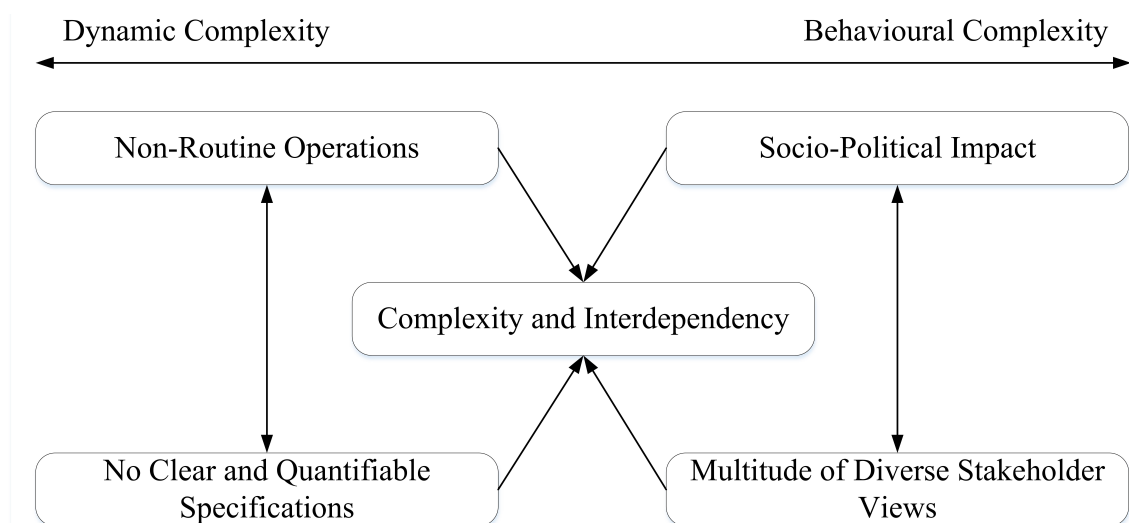 Dynamic Complexity
Behavioural Complexity
Non-Routine Operations
Socio-Political Impact
Complexity and Interdependency
No Clear and Quantifiable
Specifications
Multitude of Diverse Stakeholder
Views